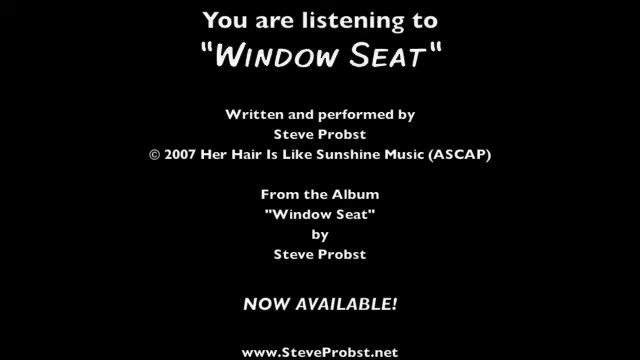 You are listening to
"WINDOW SEAT"
Written and performed by
Steve Probst
© 2007 Her Hair Is Like Sunshine Music (ASCAP)
From the Album
"Window Seat"
by
Steve Probst
NOW AVAILABLE!
www.SteveProbst.net